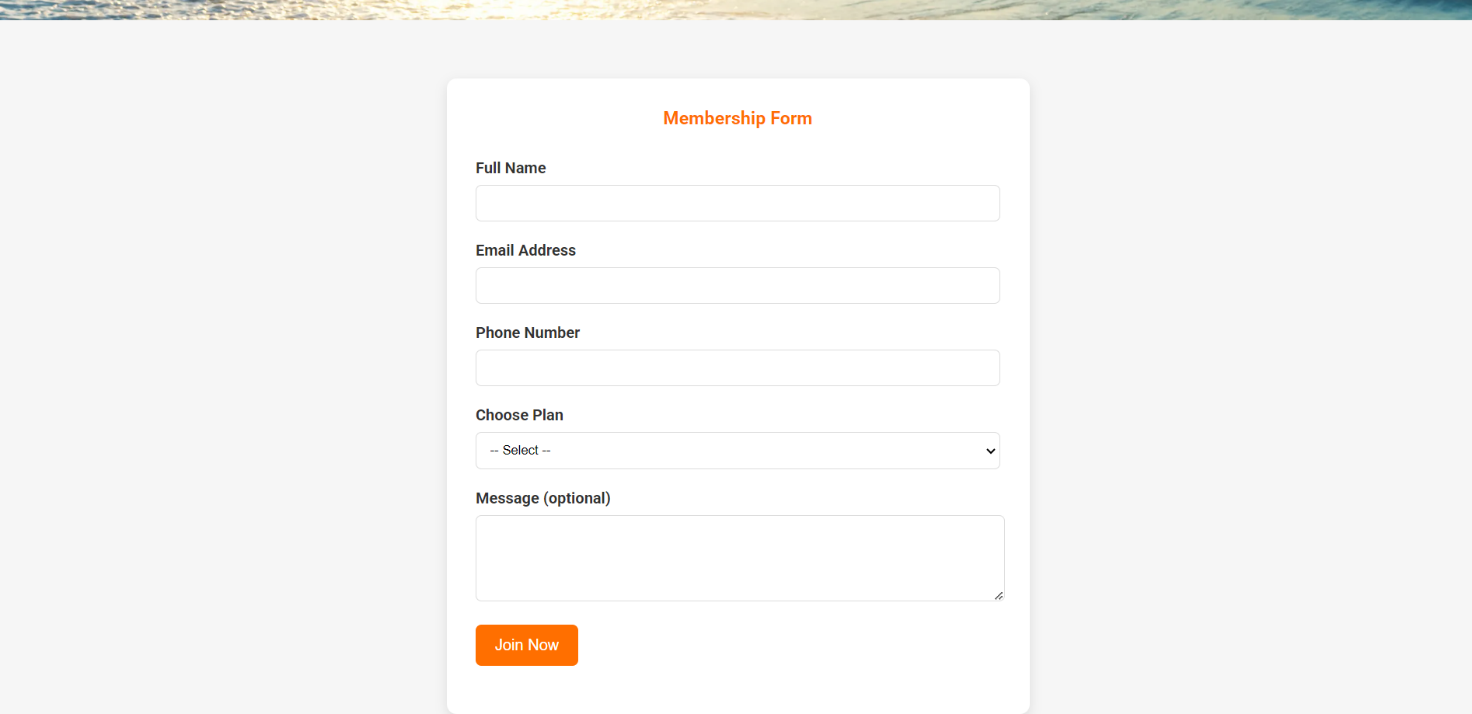 Membership Form
Full Name
Email Address
Phone Number
Choose Plan
-- Select --
Message (optional)
Join Now